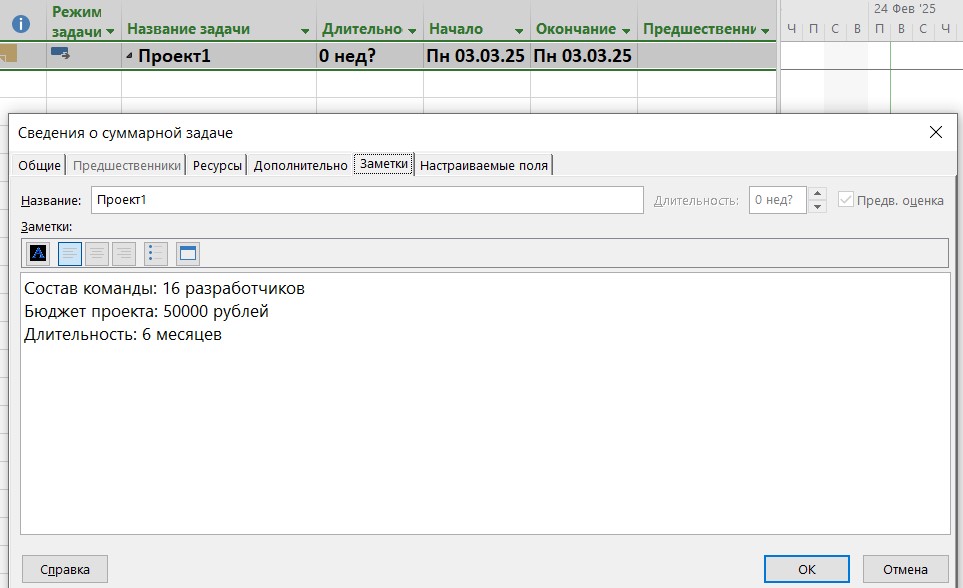 24 Фев '25
Режим задачи Название задачи Длительно Начало Окончание Предшественни Ч П С В П В С Ч
Проект1 0 нед? Пн 03.03.25 Пн 03.03.25
Сведения о суммарной задаче
Общие Предшественники Ресурсы Дополнительно Заметки Настраиваемые поля
Название: Проект1 Длительность: 0 нед? Предв. оценка
Заметки:
Состав команды: 16 разработчиков
Бюджет проекта: 50000 рублей
Длительность: 6 месяцев
Справка ОК Отмена